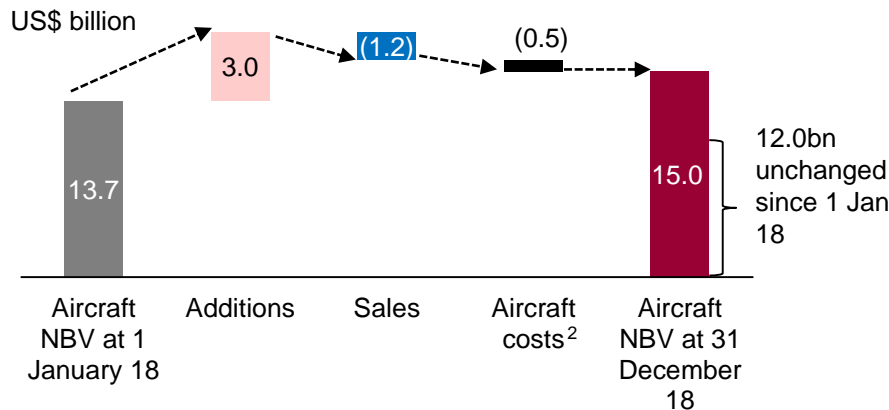 US$ billion
13.7
3.0
(1.2)
(0.5)
15.0
12.0bn
unchanged
since 1 Jan
18
Aircraft
NBV at 1
January 18
Additions
Sales
Aircraft
costs²
Aircraft
NBV at 31
December
18